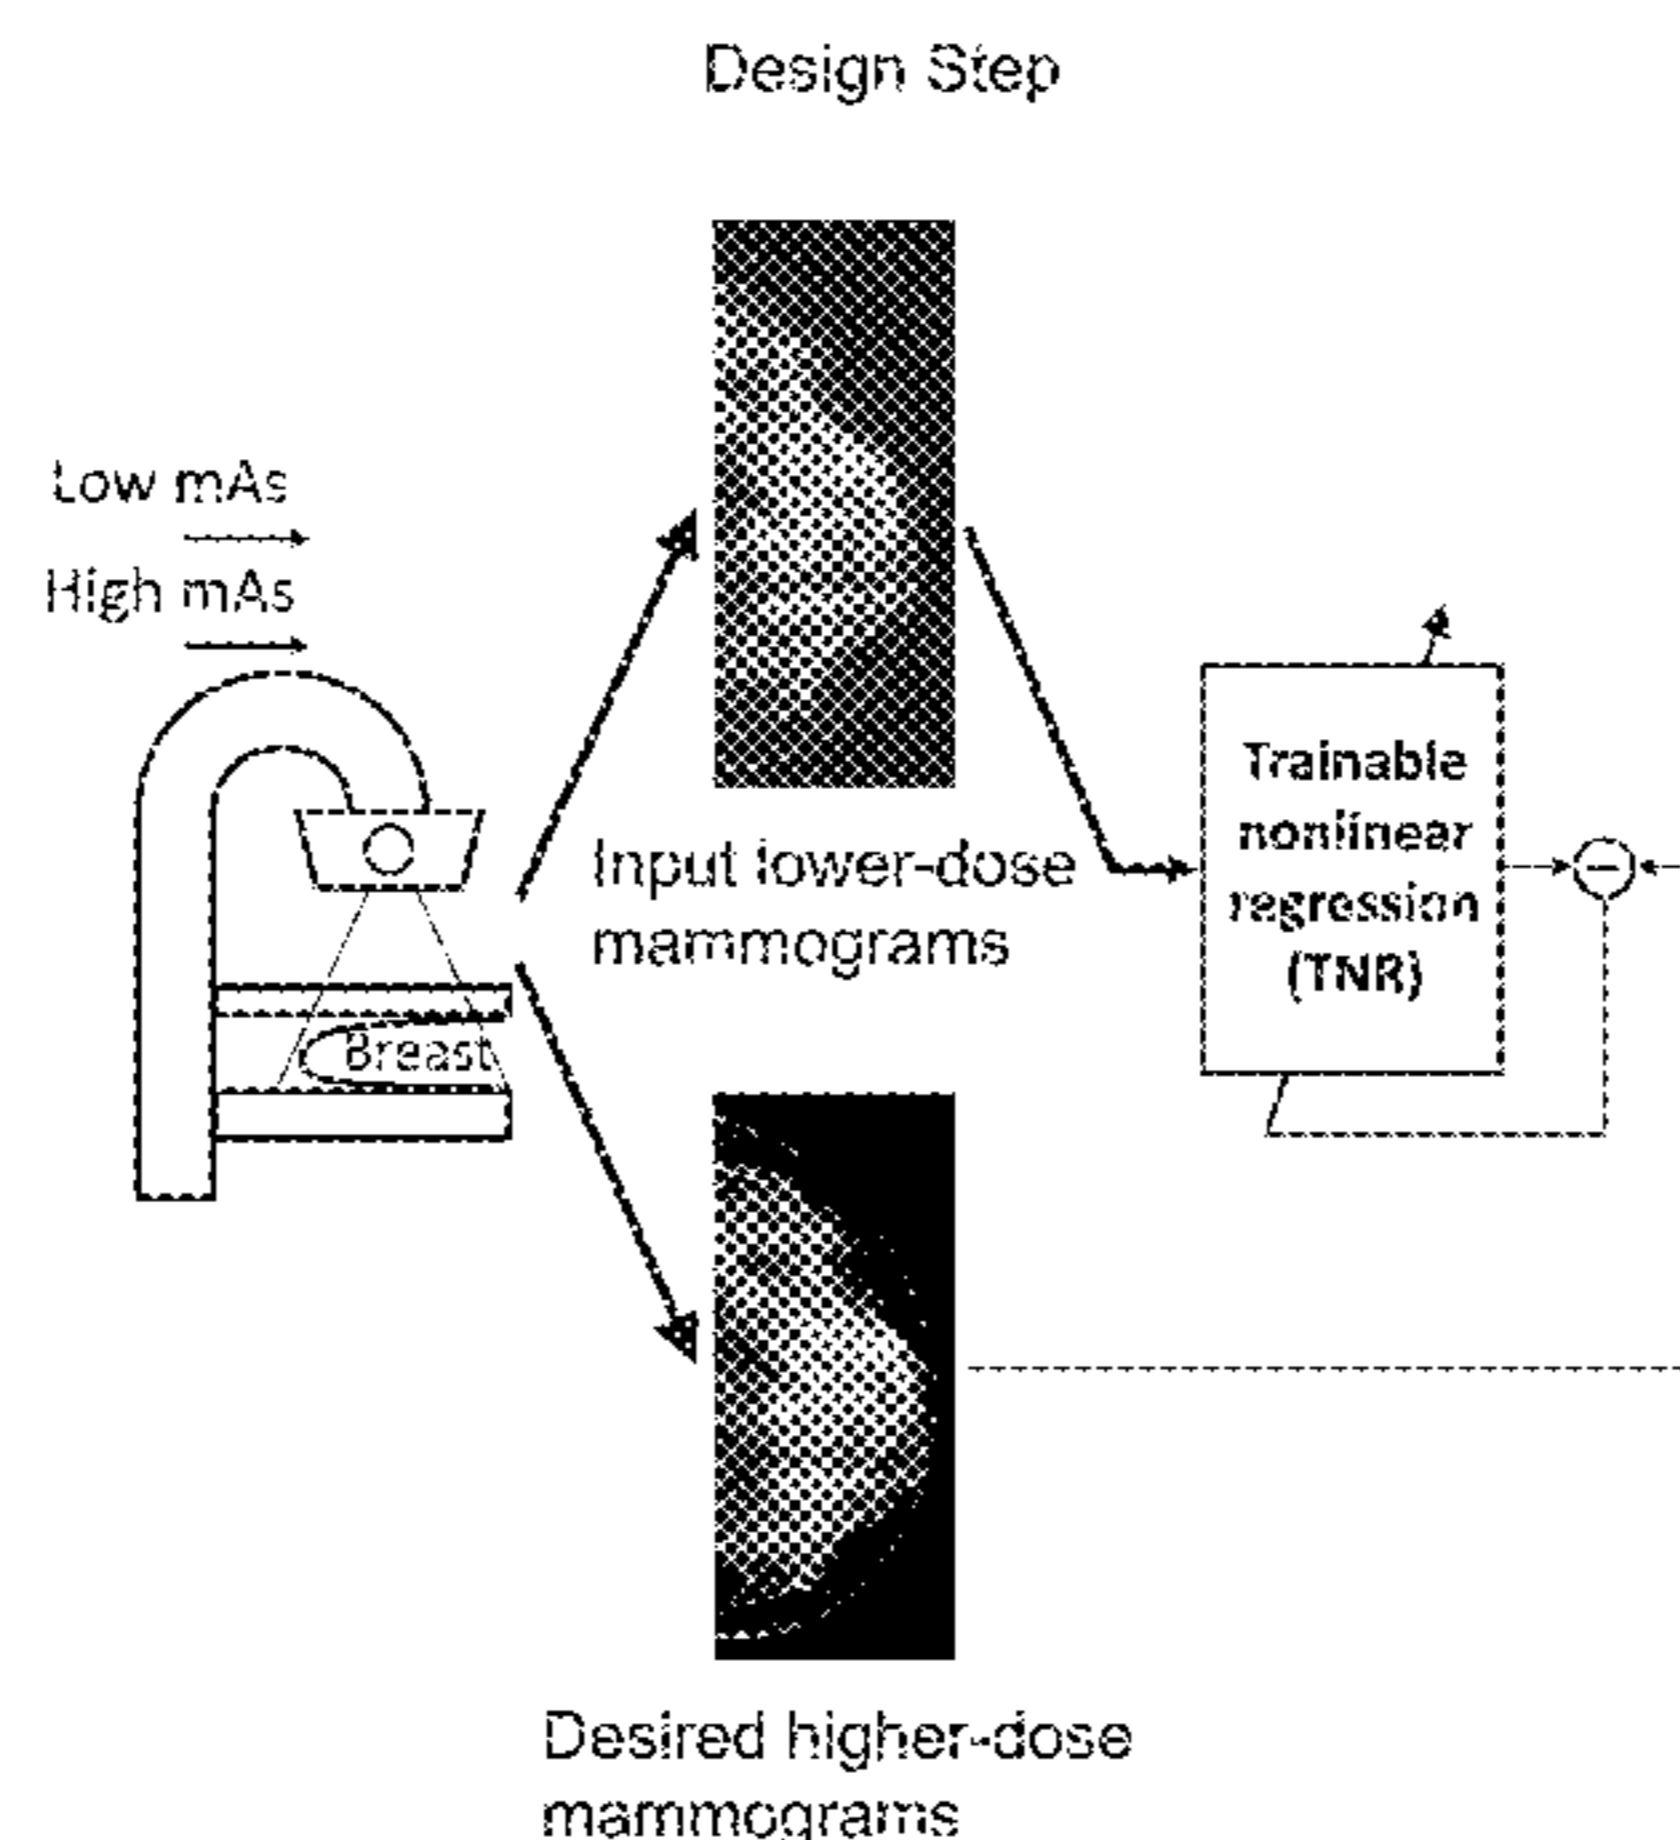 Design Step
Low mAs
High mAs
Input lower-dose
mammograms
Breast
Trainable
nonlinear
regression
(TNR)
Desired higher-dose
mammograms